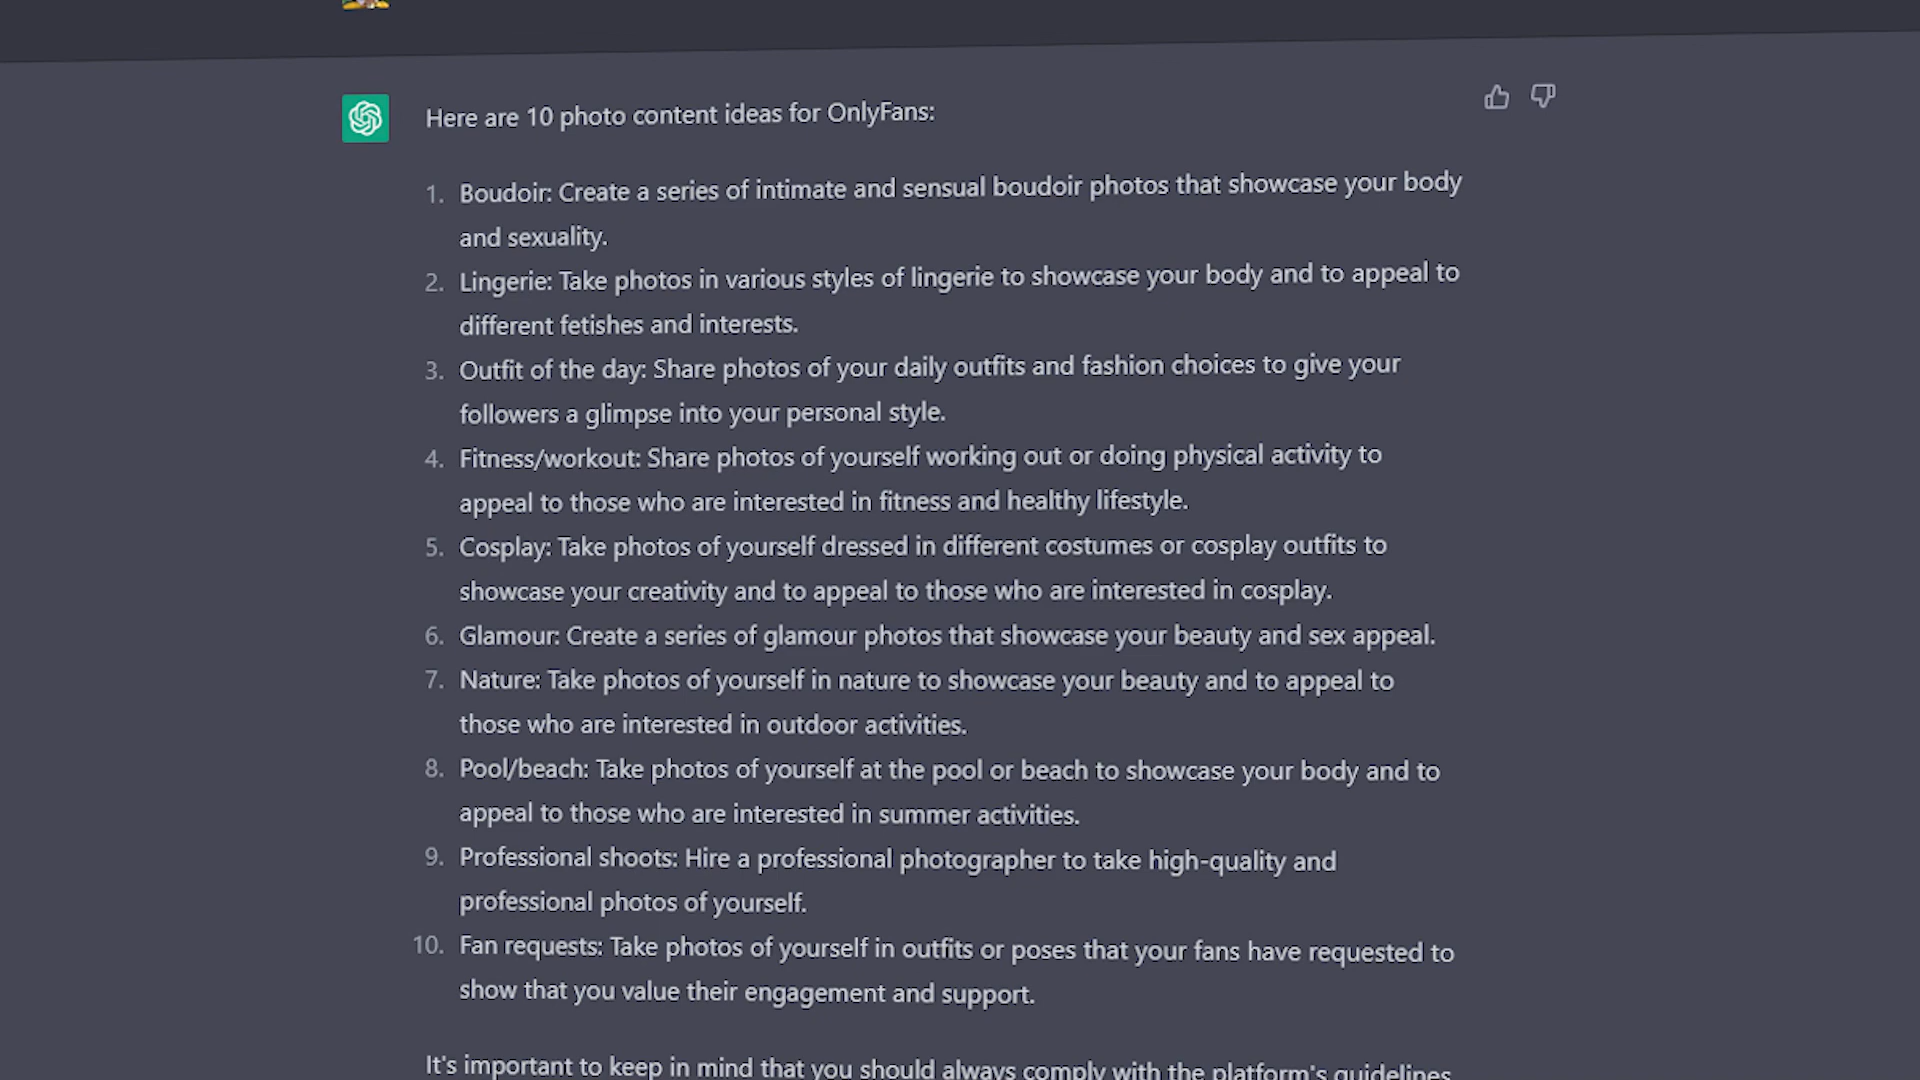 Here are 10 photo content ideas for OnlyFans:
1. Boudoir: Create a series of intimate and sensual boudoir photos that showcase your body
and sexuality.
2. Lingerie: Take photos in various styles of lingerie to showcase your body and to appeal to
different fetishes and interests.
3. Outfit of the day: Share photos of your daily outfits and fashion choices to give your
followers a glimpse into your personal style.
4. Fitness/workout: Share photos of yourself working out or doing physical activity to
appeal to those who are interested in fitness and healthy lifestyle.
5. Cosplay: Take photos of yourself dressed in different costumes or cosplay outfits to
showcase your creativity and to appeal to those who are interested in cosplay.
6. Glamour: Create a series of glamour photos that showcase your beauty and sex appeal.
7. Nature: Take photos of yourself in nature to showcase your beauty and to appeal to
those who are interested in outdoor activities.
8. Pool/beach: Take photos of yourself at the pool or beach to showcase your body and to
appeal to those who are interested in summer activities.
9. Professional shoots: Hire a professional photographer to take high-quality and
professional photos of yourself.
10. Fan requests: Take photos of yourself in outfits or poses that your fans have requested to
show that you value their engagement and support.
It's important to keep in mind that you should always comply with the platform's guidelines